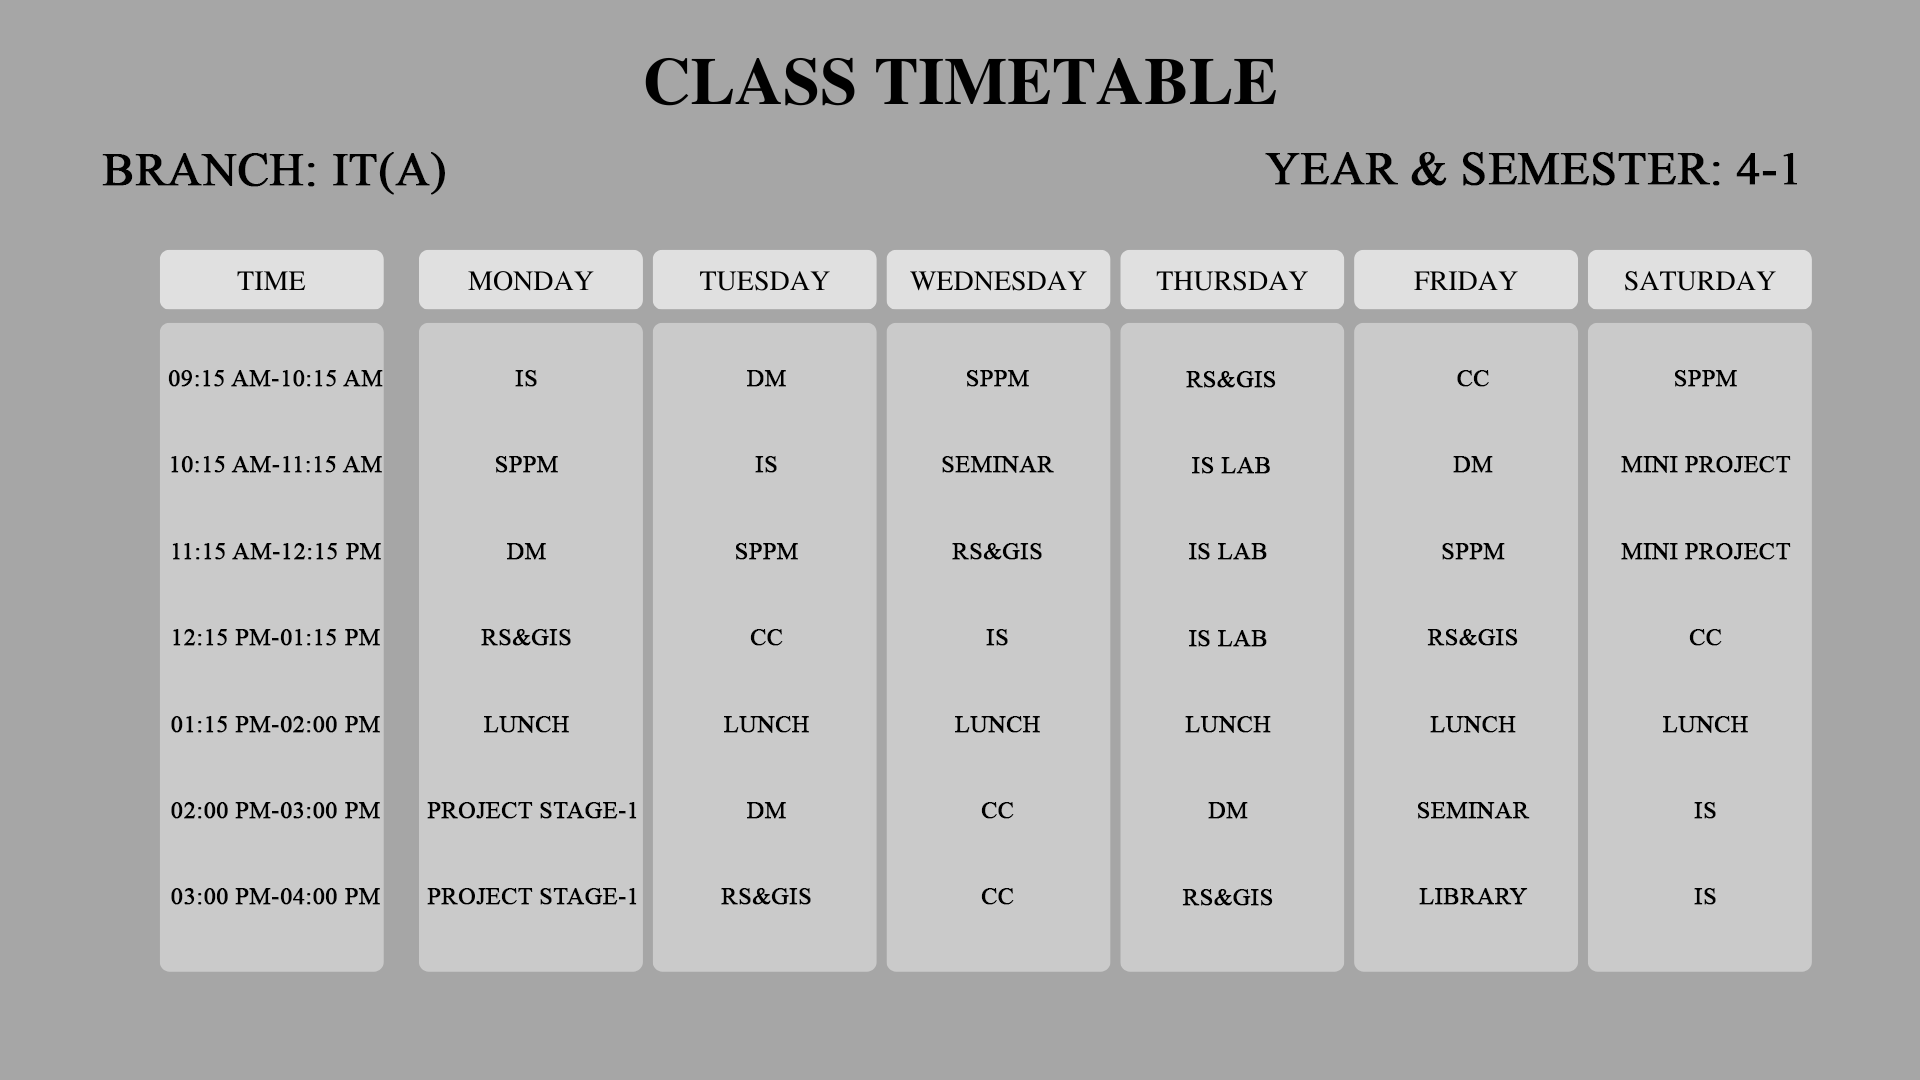 CLASS TIMETABLE
BRANCH: IT(A) YEAR & SEMESTER: 4-1
TIME MONDAY TUESDAY WEDNESDAY THURSDAY FRIDAY SATURDAY
09:15 AM-10:15 AM IS DM SPPM RS&GIS CC SPPM
10:15 AM-11:15 AM SPPM IS SEMINAR IS LAB DM MINI PROJECT
11:15 AM-12:15 PM DM SPPM RS&GIS IS LAB SPPM MINI PROJECT
12:15 PM-01:15 PM RS&GIS CC IS IS LAB RS&GIS CC
01:15 PM-02:00 PM LUNCH LUNCH LUNCH LUNCH LUNCH LUNCH
02:00 PM-03:00 PM PROJECT STAGE-1 DM CC DM SEMINAR IS
03:00 PM-04:00 PM PROJECT STAGE-1 RS&GIS CC RS&GIS LIBRARY IS